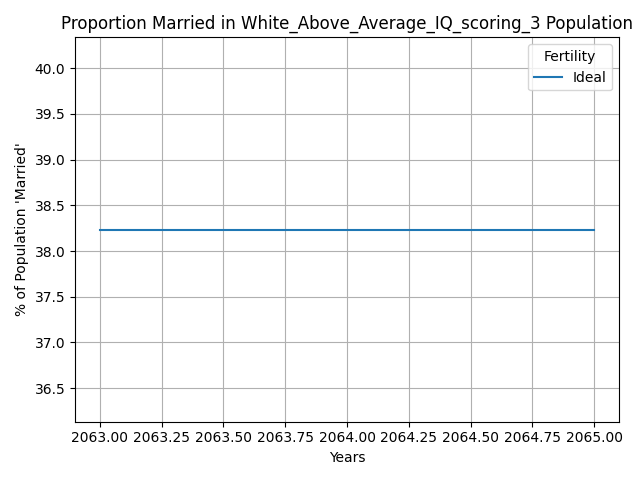 Proportion Married in White_Above_Average_IQ_scoring_3 Population
Fertility
Ideal
% of Population 'Married'
40.0
39.5
39.0
38.5
38.0
37.5
37.0
36.5
2063.00 2063.25 2063.50 2063.75 2064.00 2064.25 2064.50 2064.75 2065.00
Years